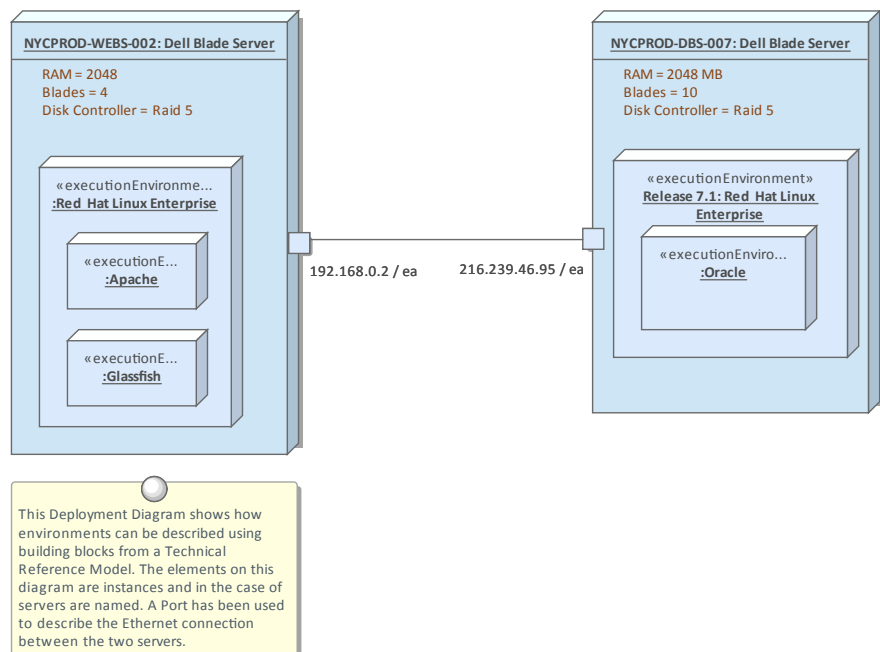 NYCPROD-WEBS-002: Dell Blade Server
RAM = 2048
Blades = 4
Disk Controller = Raid 5
«executionEnvironme...
:Red Hat Linux Enterprise
«executionE...
:Apache
«executionE...
:Glassfish
192.168.0.2 / ea
216.239.46.95 / ea
NYCPROD-DBS-007: Dell Blade Server
RAM = 2048 MB
Blades = 10
Disk Controller = Raid 5
«executionEnvironment»
Release 7.1: Red Hat Linux
Enterprise
«executionEnviro...
:Oracle
This Deployment Diagram shows how
environments can be described using
building blocks from a Technical
Reference Model. The elements on this
diagram are instances and in the case of
servers are named. A Port has been used
to describe the Ethernet connection
between the two servers.